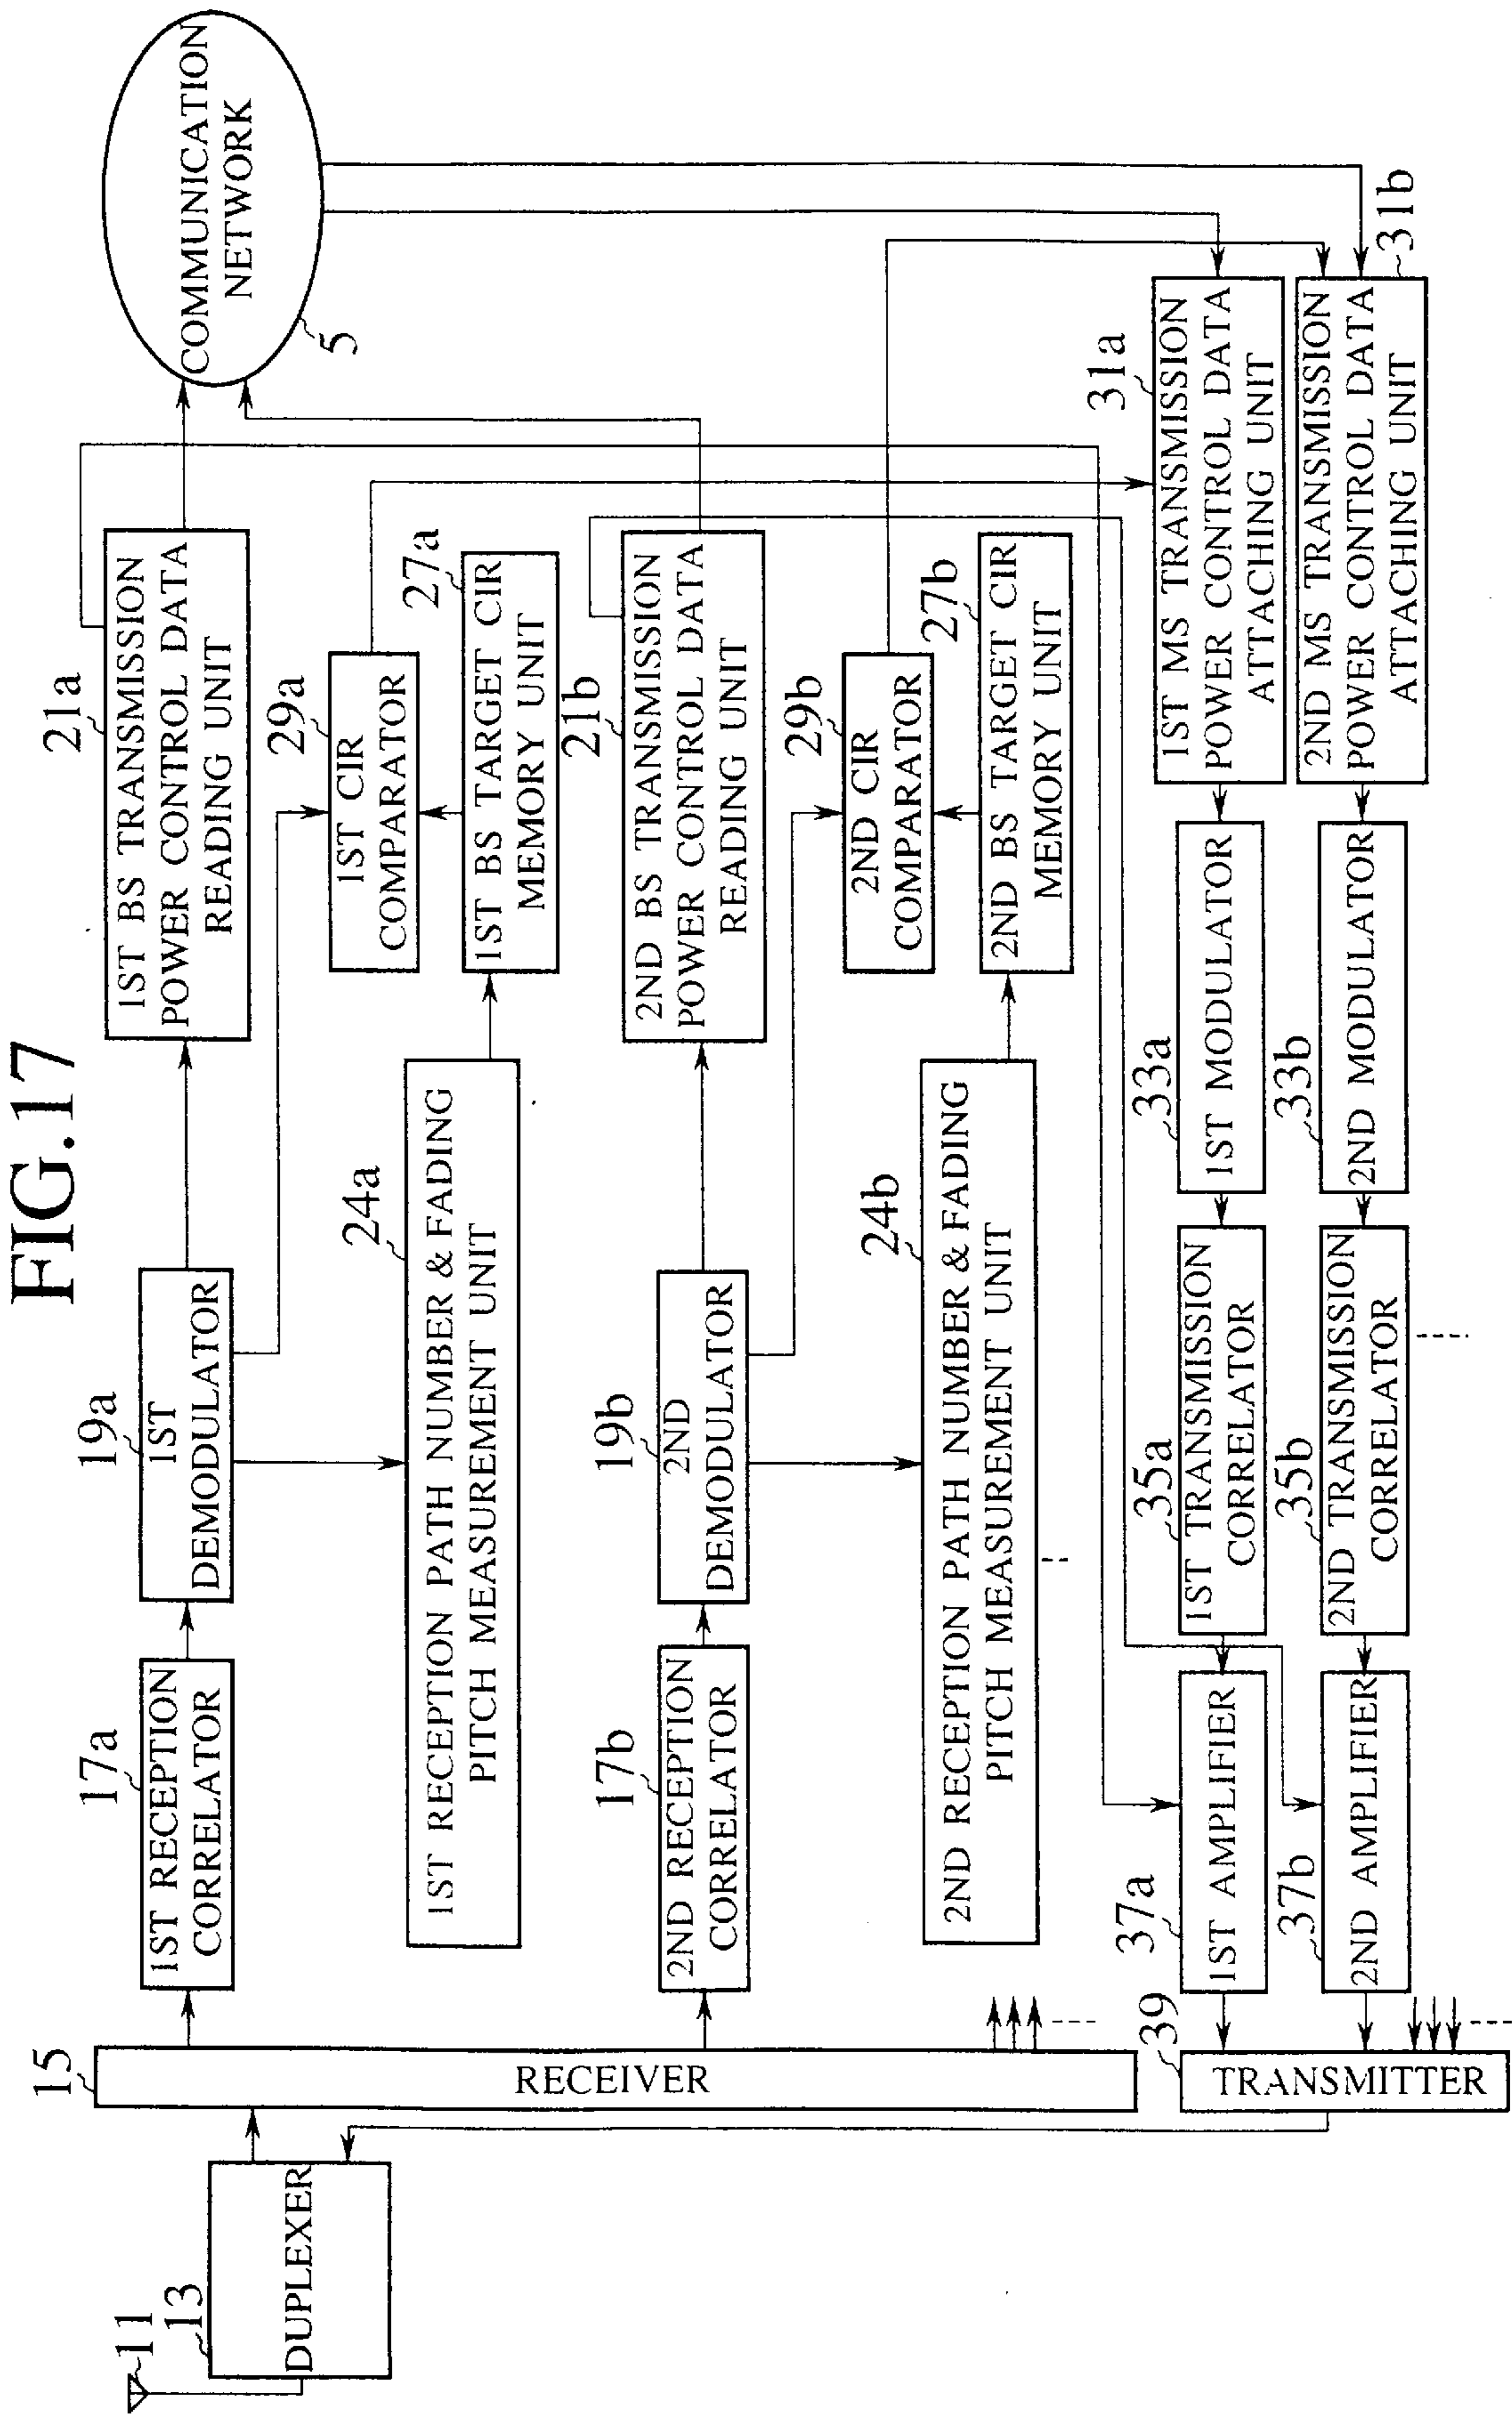 FIG.17
11
13
DUPLEXER
15
RECEIVER
17a
1ST RECEPTION
CORRELATOR
19a
1ST
DEMODULATOR
21a
1ST BS TRANSMISSION
POWER CONTROL DATA
READING UNIT
COMMUNICATION
NETWORK
5
24a
1ST RECEPTION PATH NUMBER & FADING
PITCH MEASUREMENT UNIT
29a
1ST CIR
COMPARATOR
27a
1ST BS TARGET CIR
MEMORY UNIT
17b
2ND RECEPTION
CORRELATOR
19b
2ND
DEMODULATOR
21b
2ND BS TRANSMISSION
POWER CONTROL DATA
READING UNIT
24b
2ND RECEPTION PATH NUMBER & FADING
PITCH MEASUREMENT UNIT
29b
2ND CIR
COMPARATOR
27b
2ND BS TARGET CIR
MEMORY UNIT
39
TRANSMITTER
37a
1ST AMPLIFIER
35a
1ST TRANSMISSION
CORRELATOR
33a
1ST MODULATOR
31a
1ST MS TRANSMISSION
POWER CONTROL DATA
ATTACHING UNIT
37b
2ND AMPLIFIER
35b
2ND TRANSMISSION
CORRELATOR
33b
2ND MODULATOR
2ND MS TRANSMISSION
POWER CONTROL DATA
ATTACHING UNIT
31b